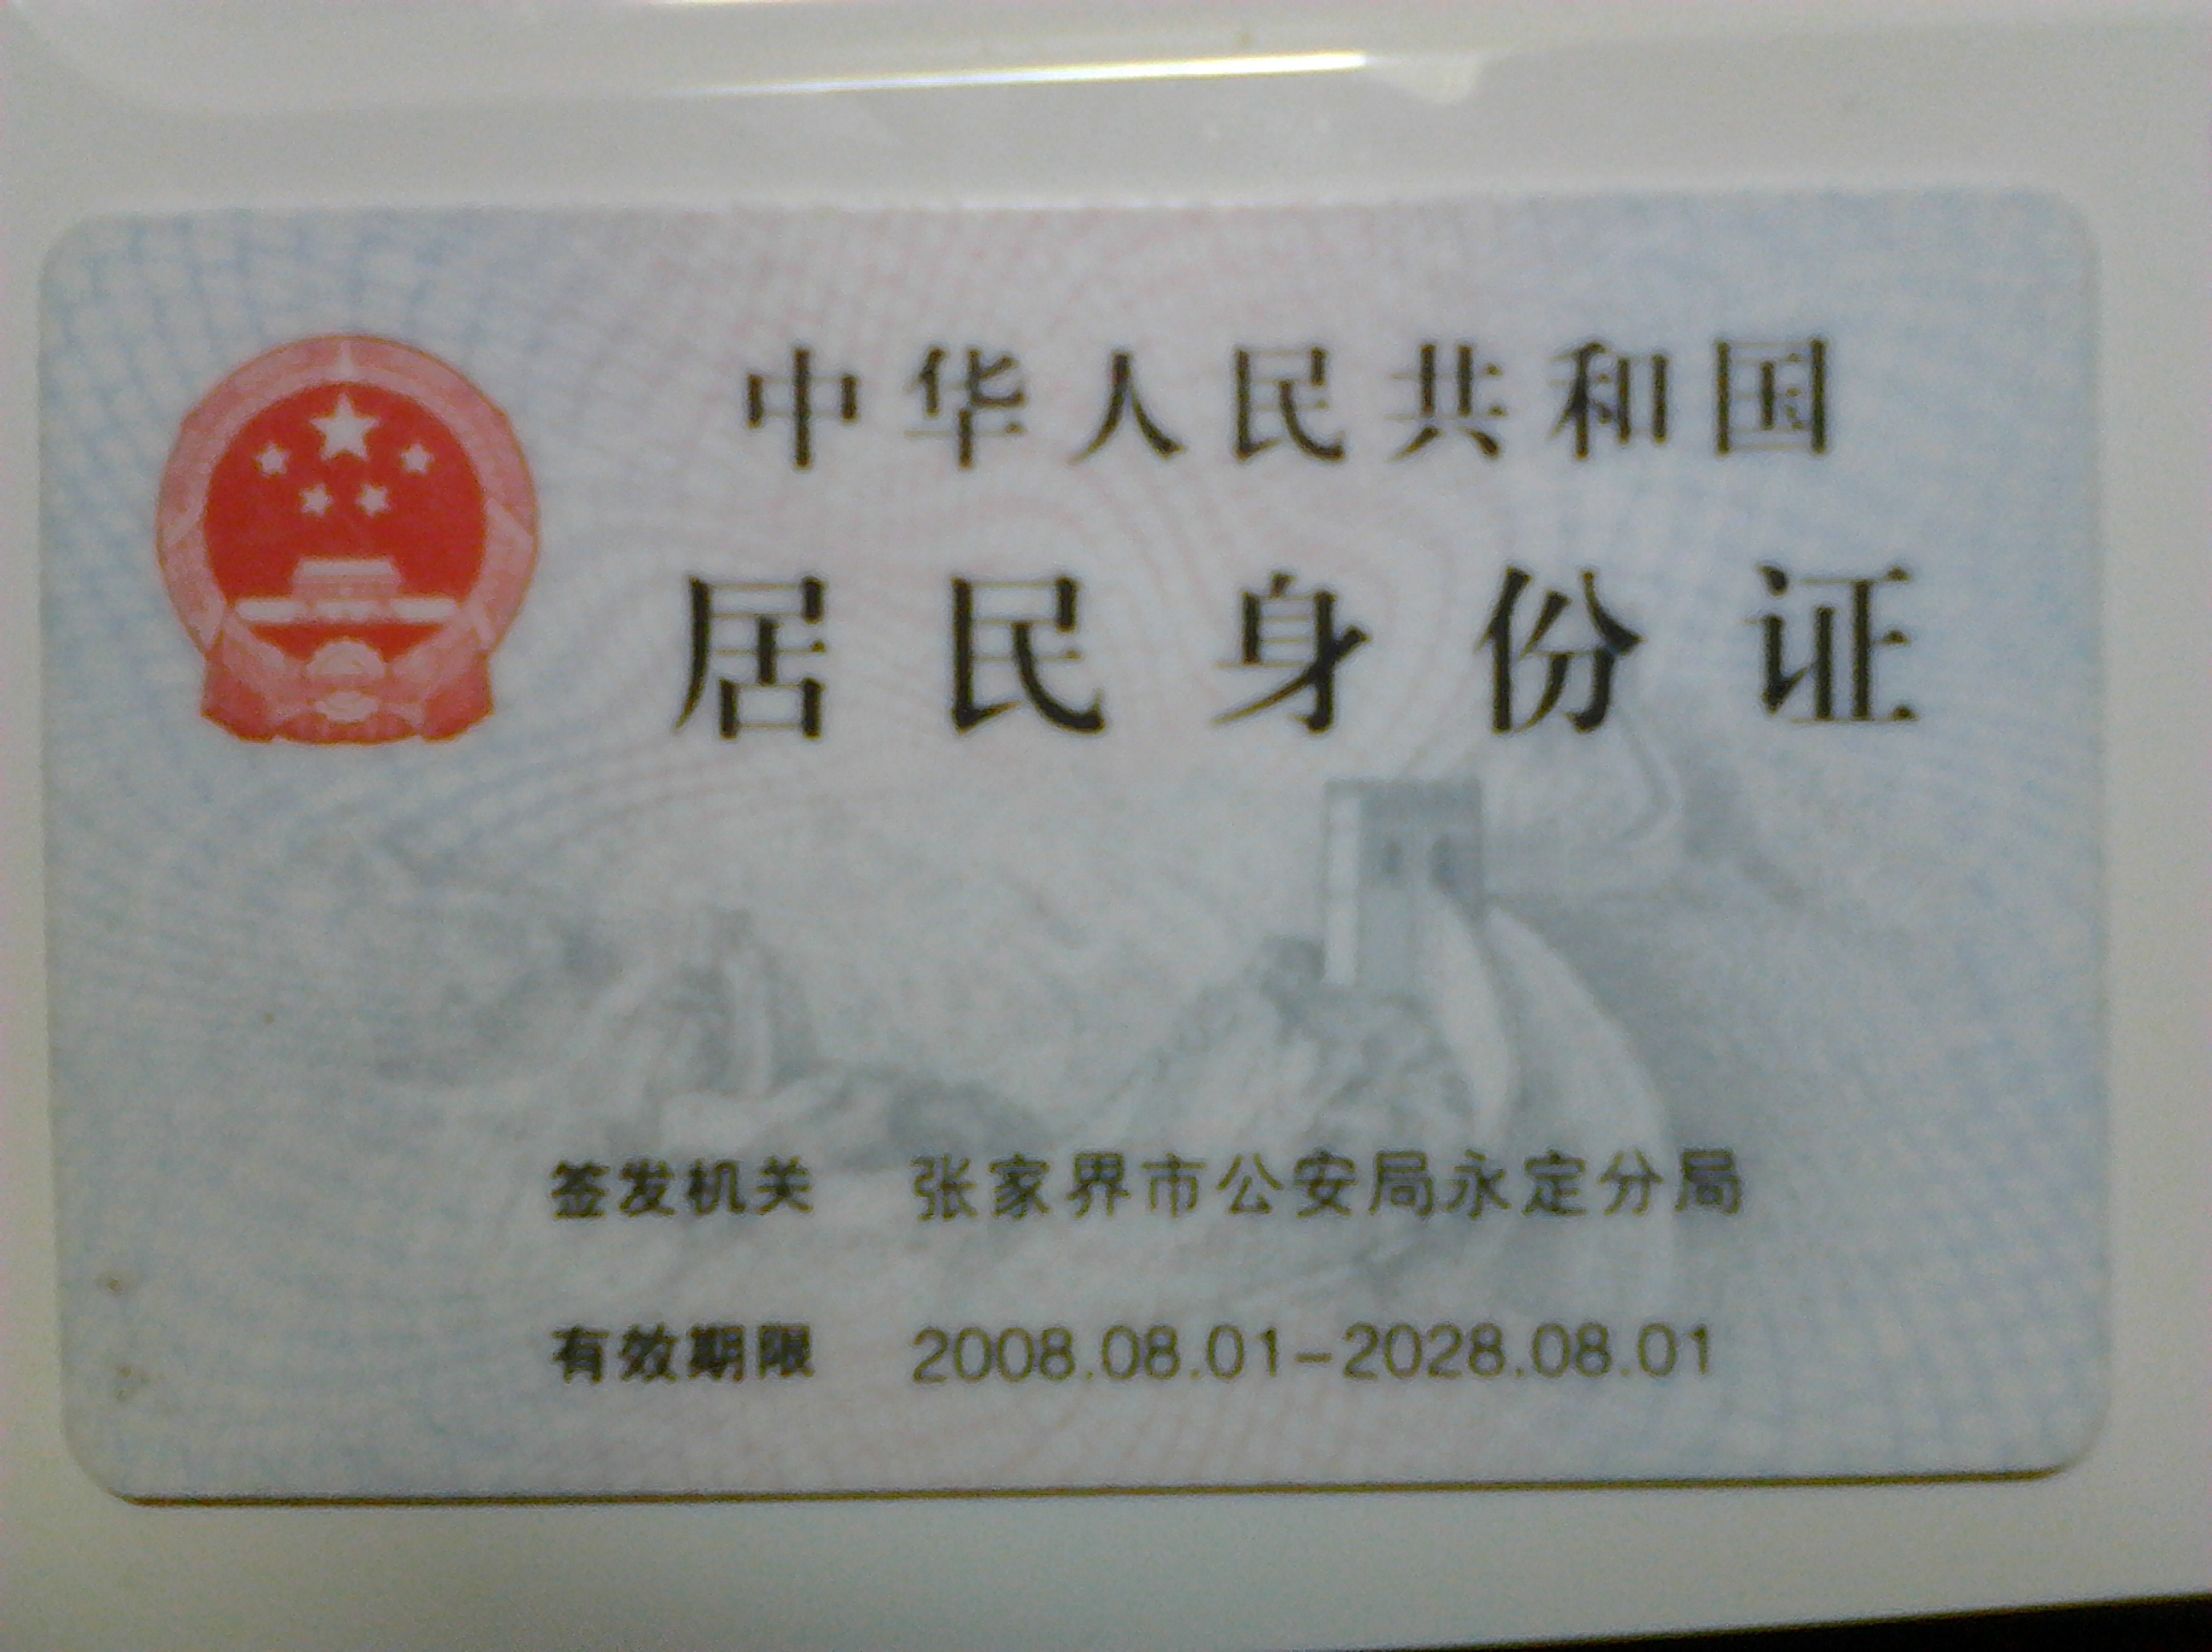 中华人民共和国
居民身份证
签发机关 张家界市公安局永定分局
有效期限 2008.08.01-2028.08.01